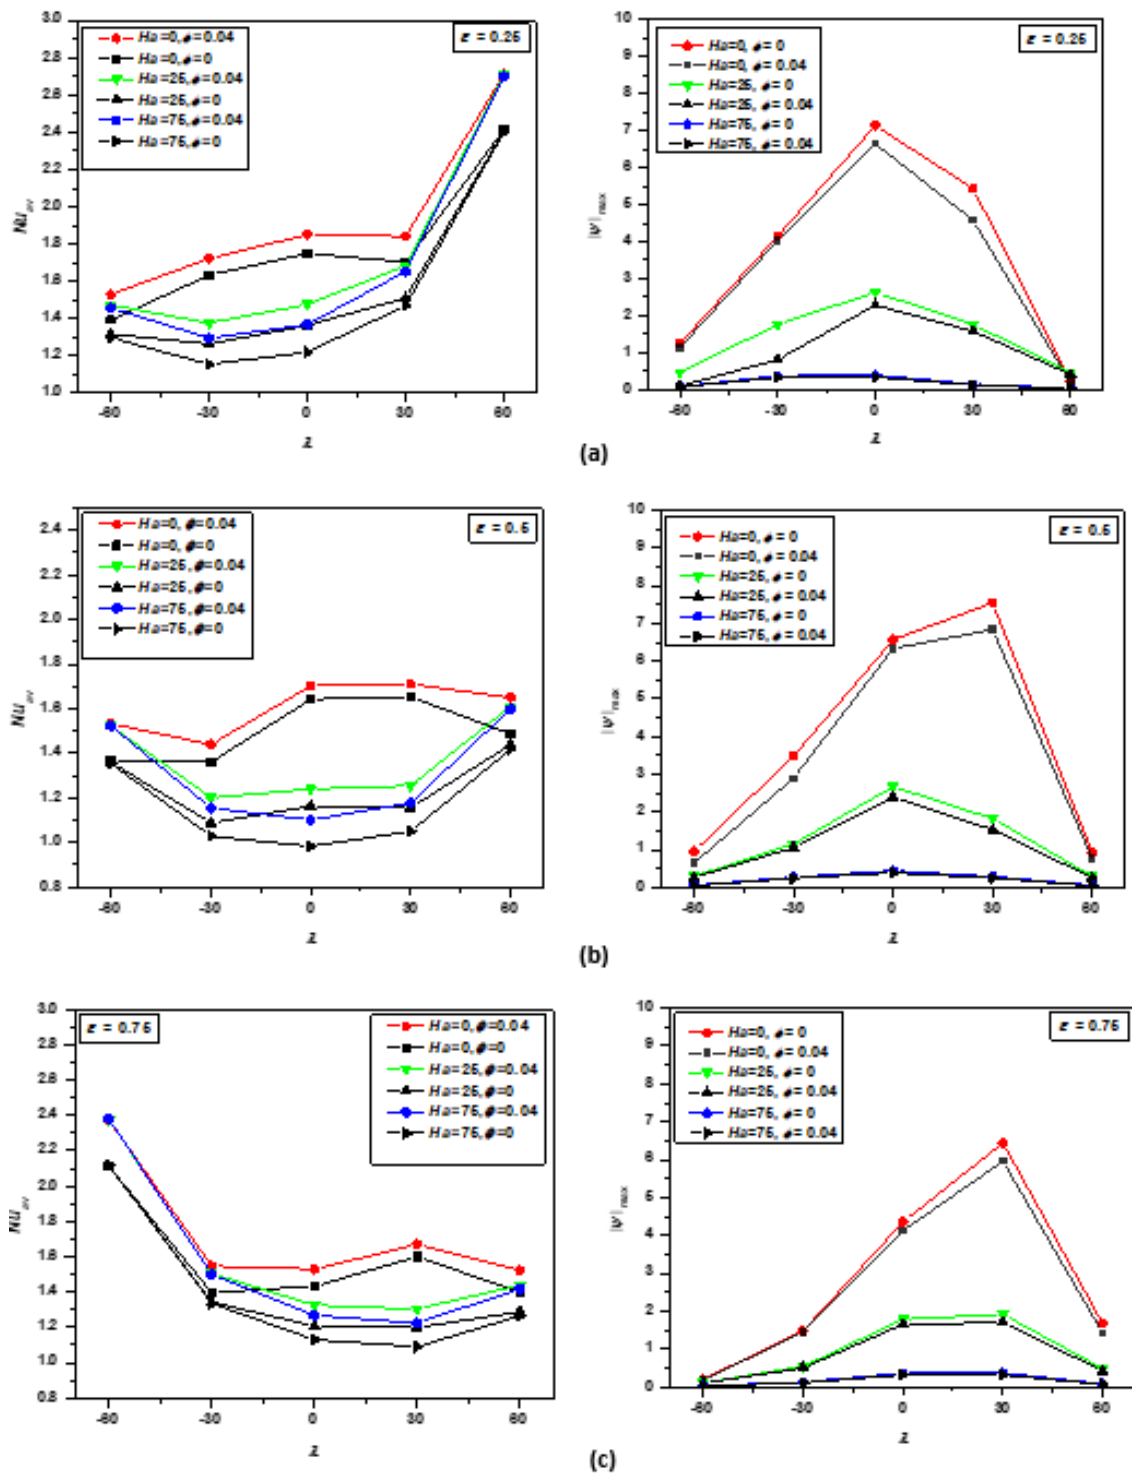 3.0
2.8
2.6
2.4
2.2
2.0
1.8
1.6
1.4
1.2
1.0
Nu_av
Ha=0, ϕ=0.04
Ha=0, ϕ=0
Ha=25, ϕ=0.04
Ha=25, ϕ=0
Ha=75, ϕ=0.04
Ha=75, ϕ=0
ε = 0.25
-60 -30 0 30 60
10
9
8
7
6
5
4
3
2
1
0
|ψ|max
Ha=0, ϕ= 0
Ha=0, ϕ= 0.04
Ha=25, ϕ= 0
Ha=25, ϕ= 0.04
Ha=75, ϕ= 0
Ha=75, ϕ= 0.04
ε = 0.25
-60 -30 0 30 60
(a)
2.4
2.2
2.0
1.8
1.6
1.4
1.2
1.0
0.8
Nu_av
Ha=0, ϕ=0.04
Ha=0, ϕ=0
Ha=25, ϕ=0.04
Ha=25, ϕ=0
Ha=75, ϕ=0.04
Ha=75, ϕ=0
ε = 0.5
-60 -30 0 30 60
10
9
8
7
6
5
4
3
2
1
0
|ψ|max
Ha=0, ϕ= 0
Ha=0, ϕ= 0.04
Ha=25, ϕ= 0
Ha=25, ϕ= 0.04
Ha=75, ϕ= 0
Ha=75, ϕ= 0.04
ε = 0.5
-60 -30 0 30 60
(b)
3.0
2.8
2.6
2.4
2.2
2.0
1.8
1.6
1.4
1.2
1.0
0.8
Nu_av
ε = 0.75
Ha=0, ϕ=0.04
Ha=0, ϕ=0
Ha=25, ϕ=0.04
Ha=25, ϕ=0
Ha=75, ϕ=0.04
Ha=75, ϕ=0
-60 -30 0 30 60
10
9
8
7
6
5
4
3
2
1
0
|ψ|max
Ha=0, ϕ= 0
Ha=0, ϕ= 0.04
Ha=25, ϕ= 0
Ha=25, ϕ= 0.04
Ha=75, ϕ= 0
Ha=75, ϕ= 0.04
ε = 0.75
-60 -30 0 30 60
(c)